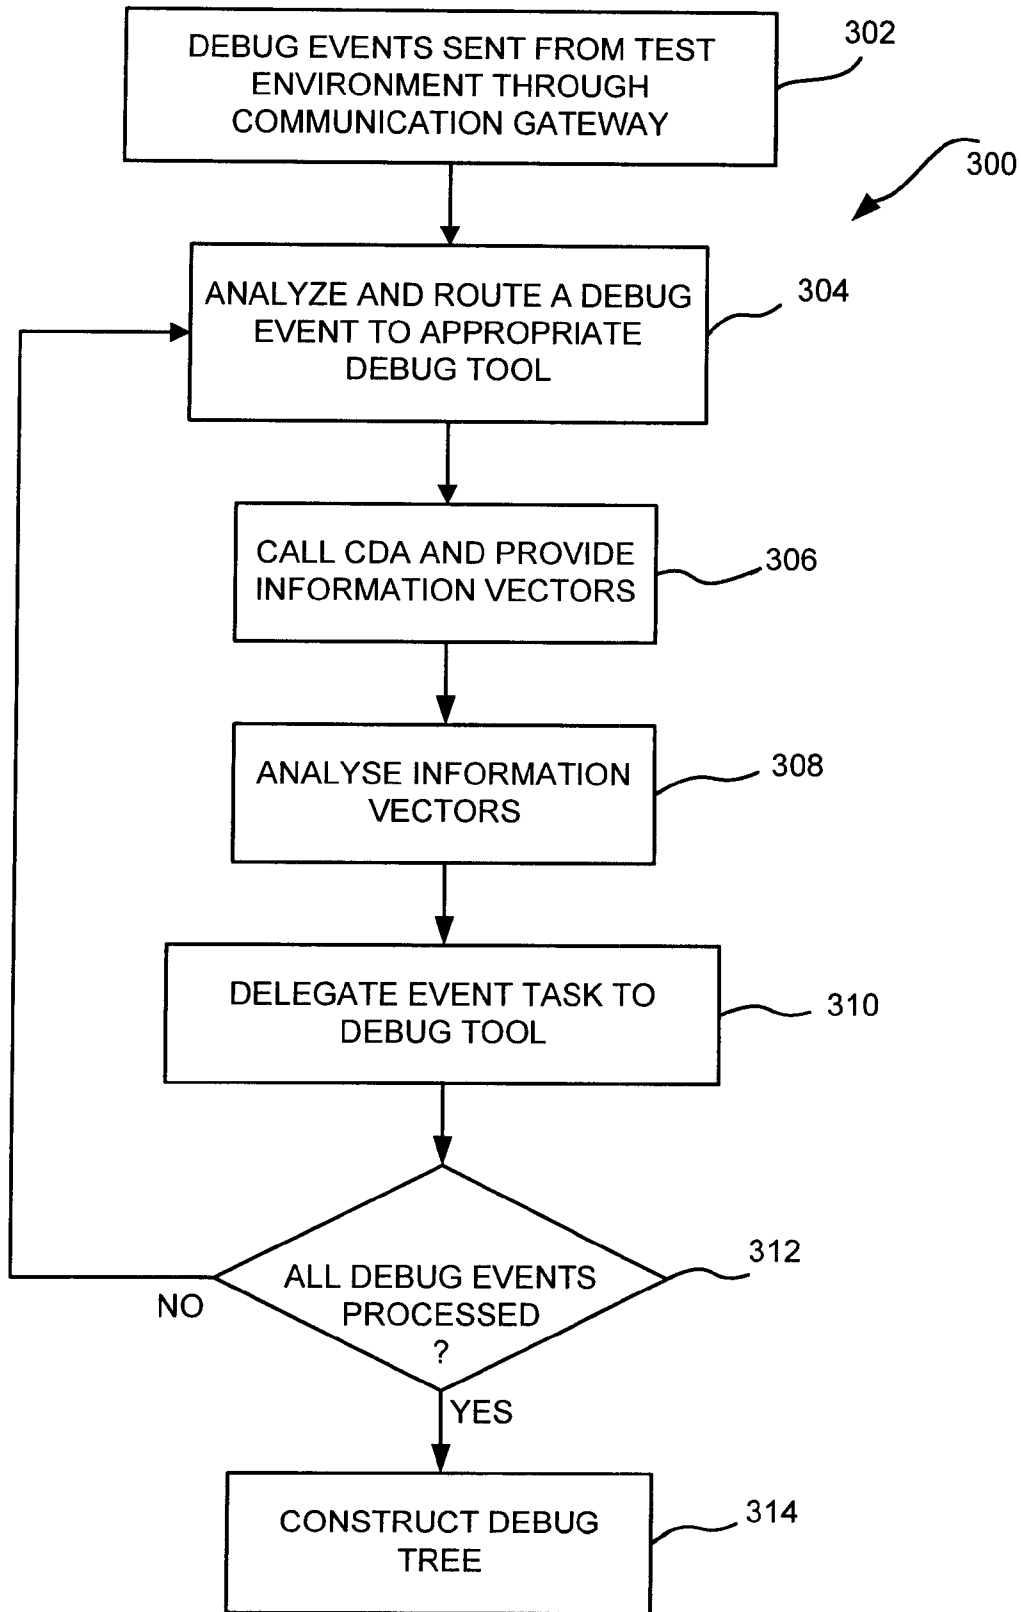 DEBUG EVENTS SENT FROM TEST
ENVIRONMENT THROUGH
COMMUNICATION GATEWAY
302
300
ANALYZE AND ROUTE A DEBUG
EVENT TO APPROPRIATE
DEBUG TOOL
304
CALL CDA AND PROVIDE
INFORMATION VECTORS
306
ANALYSE INFORMATION
VECTORS
308
DELEGATE EVENT TASK TO
DEBUG TOOL
310
ALL DEBUG EVENTS
PROCESSED
?
312
NO
YES
CONSTRUCT DEBUG
TREE
314